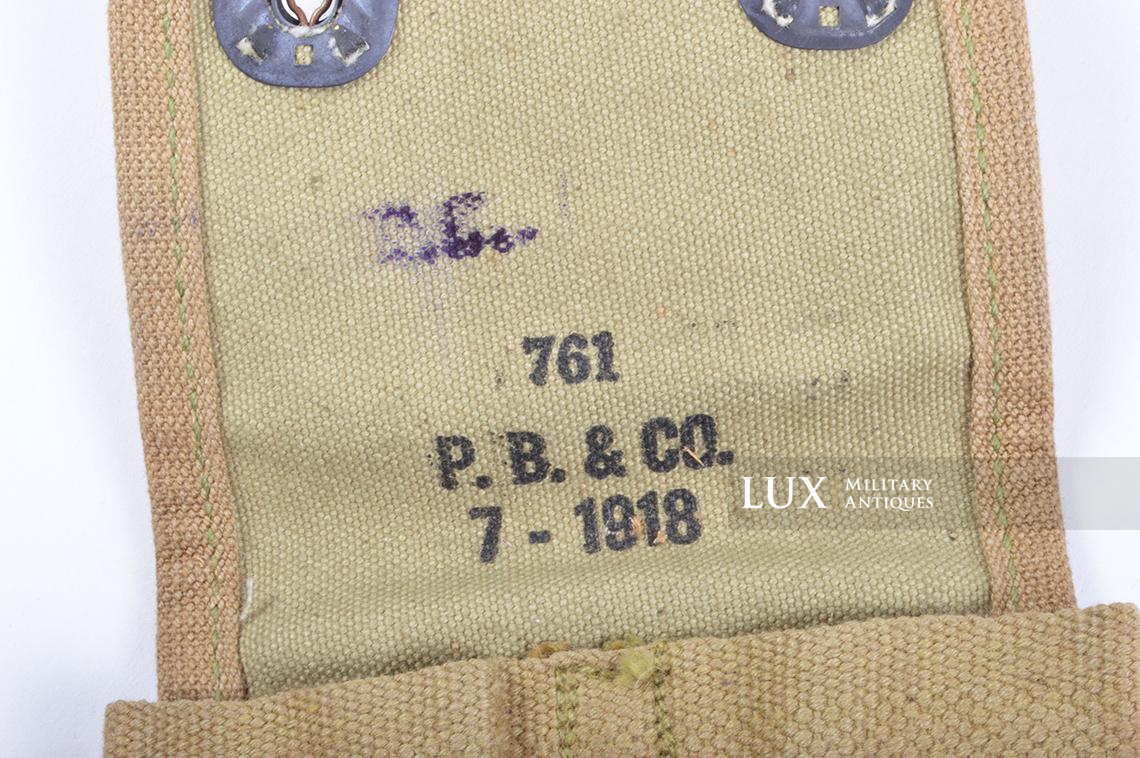 761
P. B. & CO.
7 - 1918
LUX
MILITARY
ANTIQUES